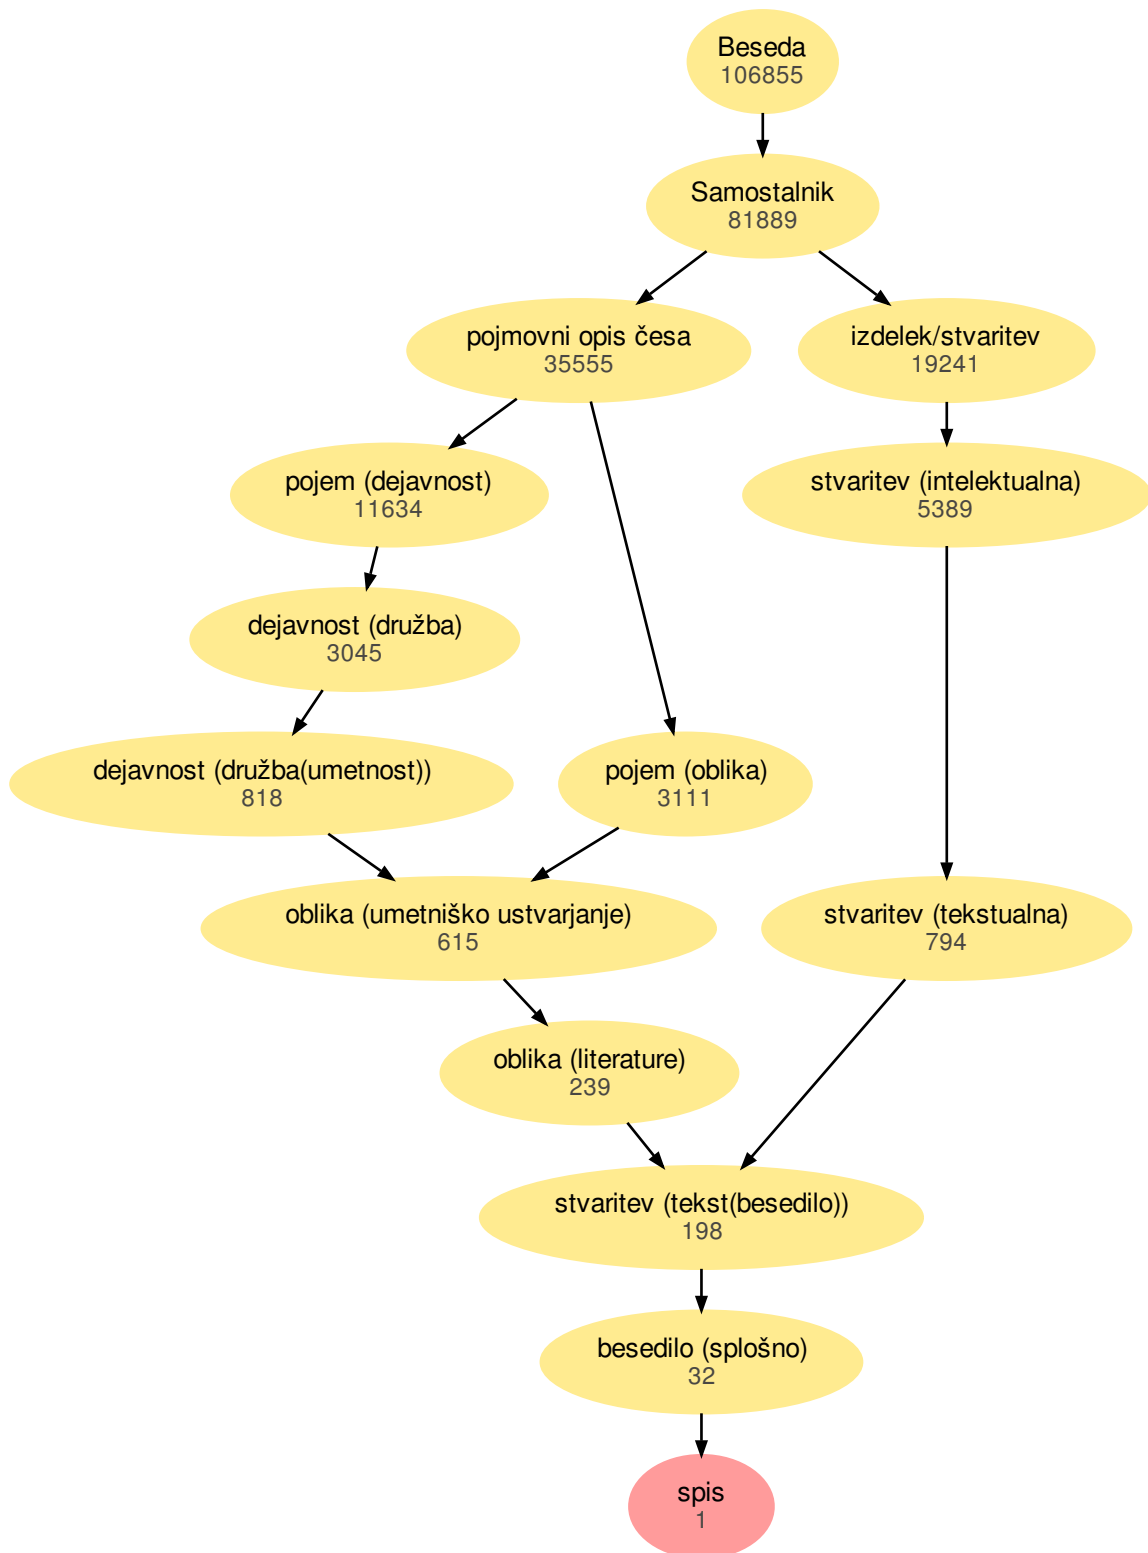 Beseda
106855
Samostalnik
81889
pojmovni opis česa
35555
izdelek/stvaritev
19241
pojem (dejavnost)
11634
stvaritev (intelektualna)
5389
dejavnost (družba)
3045
dejavnost (družba(umetnost))
818
pojem (oblika)
3111
oblika (umetniško ustvarjanje)
615
stvaritev (tekstualna)
794
oblika (literature)
239
stvaritev (tekst(besedilo))
198
besedilo (splošno)
32
spis
1